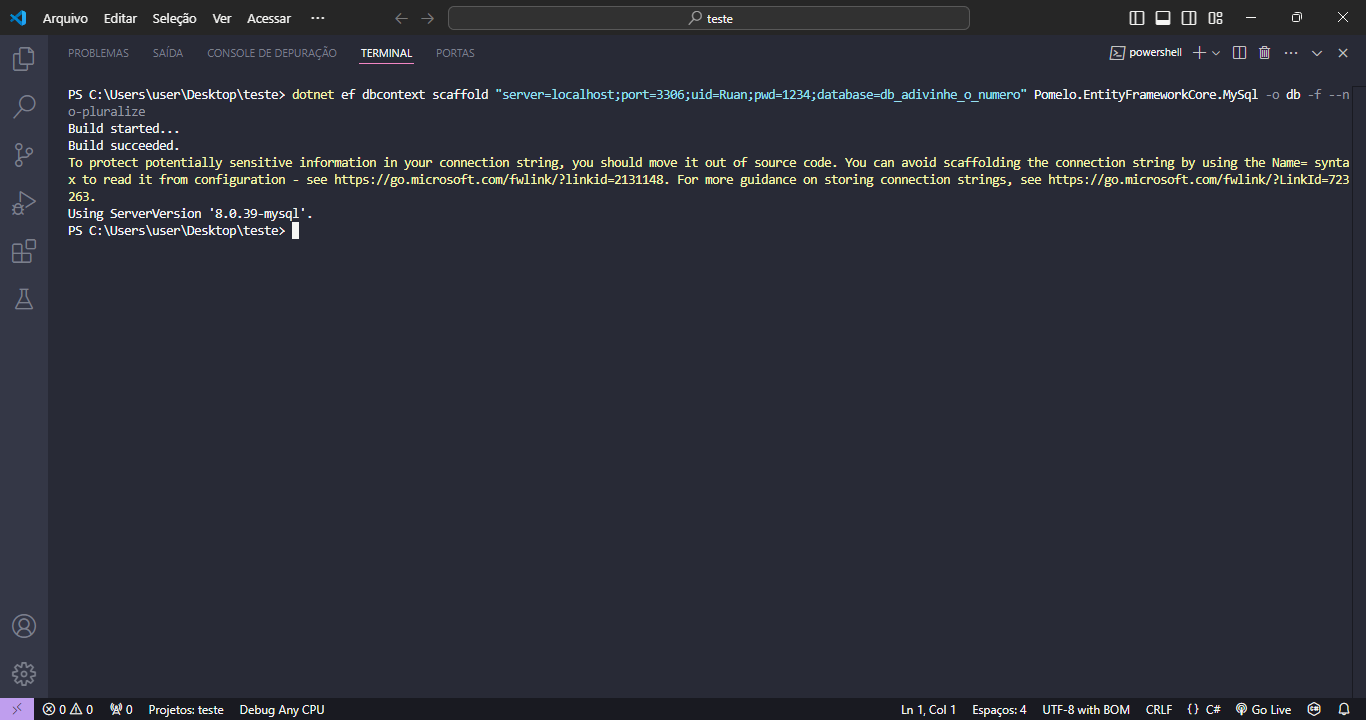 Arquivo Editar Seleção Ver Acessar ··· teste
PROBLEMAS SAÍDA CONSOLE DE DEPURAÇÃO TERMINAL PORTAS powershell
PS C:\Users\user\Desktop\teste> dotnet ef dbcontext scaffold "server=localhost;port=3306;uid=Ruan;pwd=1234;database=db_adivinhe_o_numero" Pomelo.EntityFrameworkCore.MySql -o db -f --n
o-pluralize
Build started...
Build succeeded.
To protect potentially sensitive information in your connection string, you should move it out of source code. You can avoid scaffolding the connection string by using the Name= synta
x to read it from configuration - see https://go.microsoft.com/fwlink/?linkid=2131148. For more guidance on storing connection strings, see https://go.microsoft.com/fwlink/?LinkId=723
263.
Using ServerVersion '8.0.39-mysql'.
PS C:\Users\user\Desktop\teste>
0 0 0 Projetos: teste Debug Any CPU Ln 1, Col 1 Espaços: 4 UTF-8 with BOM CRLF {} C# Go Live